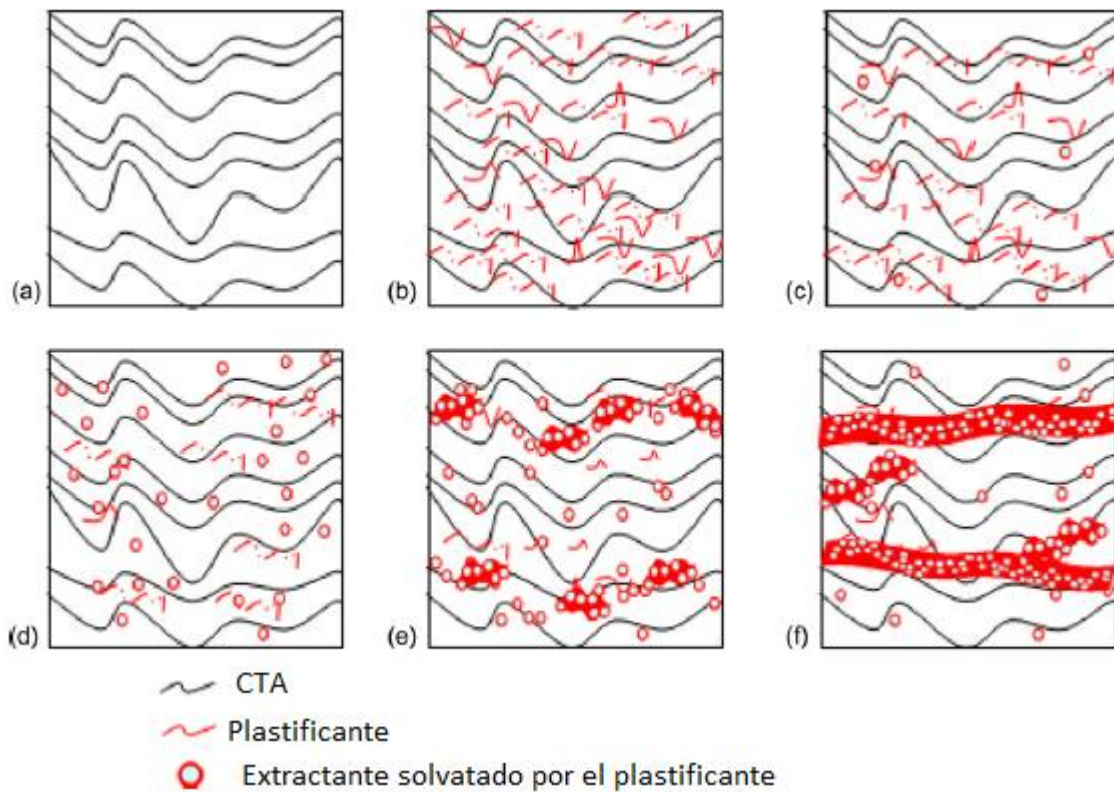 (a)
(b)
(c)
(d)
(e)
(f)
CTA
Plastificante
Extractante solvatado por el plastificante